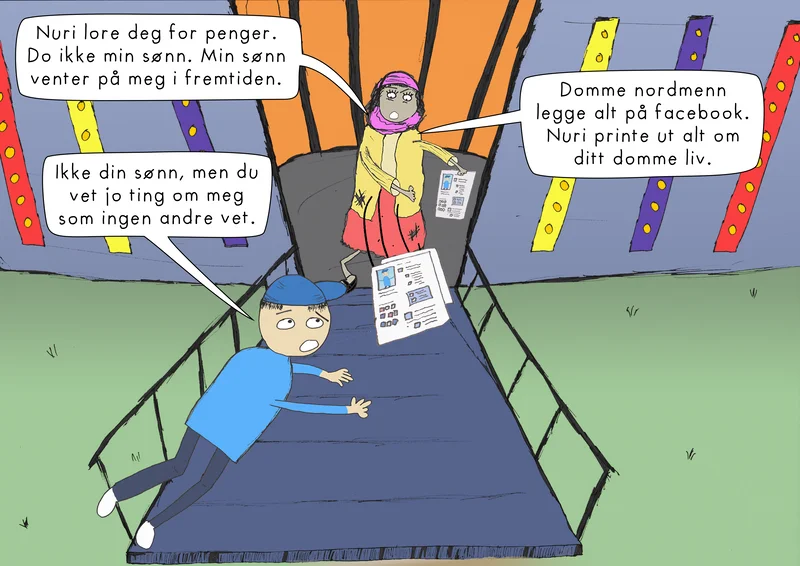 Nuri lore deg for penger.
Do ikke min sønn. Min sønn
venter på meg i fremtiden.
Domme nordmenn
legge alt på facebook.
Nuri printe ut alt om
ditt domme liv.
Ikke din sønn, men du
vet jo ting om meg
som ingen andre vet.